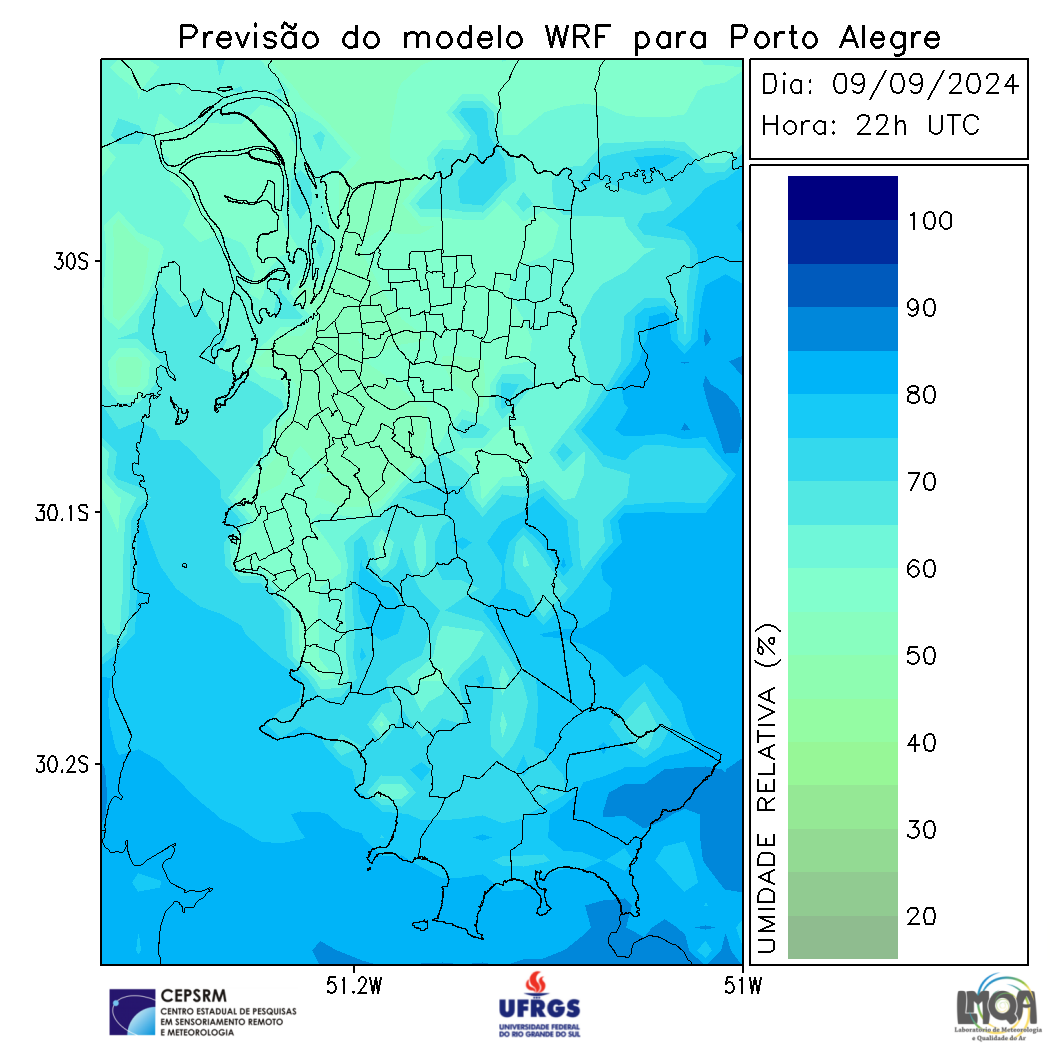 Previsão do modelo WRF para Porto Alegre
Dia: 09/09/2024
Hora: 22h UTC
100
90
80
70
60
50
40
30
20
UMIDADE RELATIVA (%)
30S
30.1S
30.2S
51.2W
51W
CEPSRM
CENTRO ESTADUAL DE PESQUISAS
EM SENSORIAMENTO REMOTO
E METEOROLOGIA
UFRGS
UNIVERSIDADE FEDERAL
DO RIO GRANDE DO SUL
LMQA
Laboratório de Meteorologia
e Qualidade do Ar